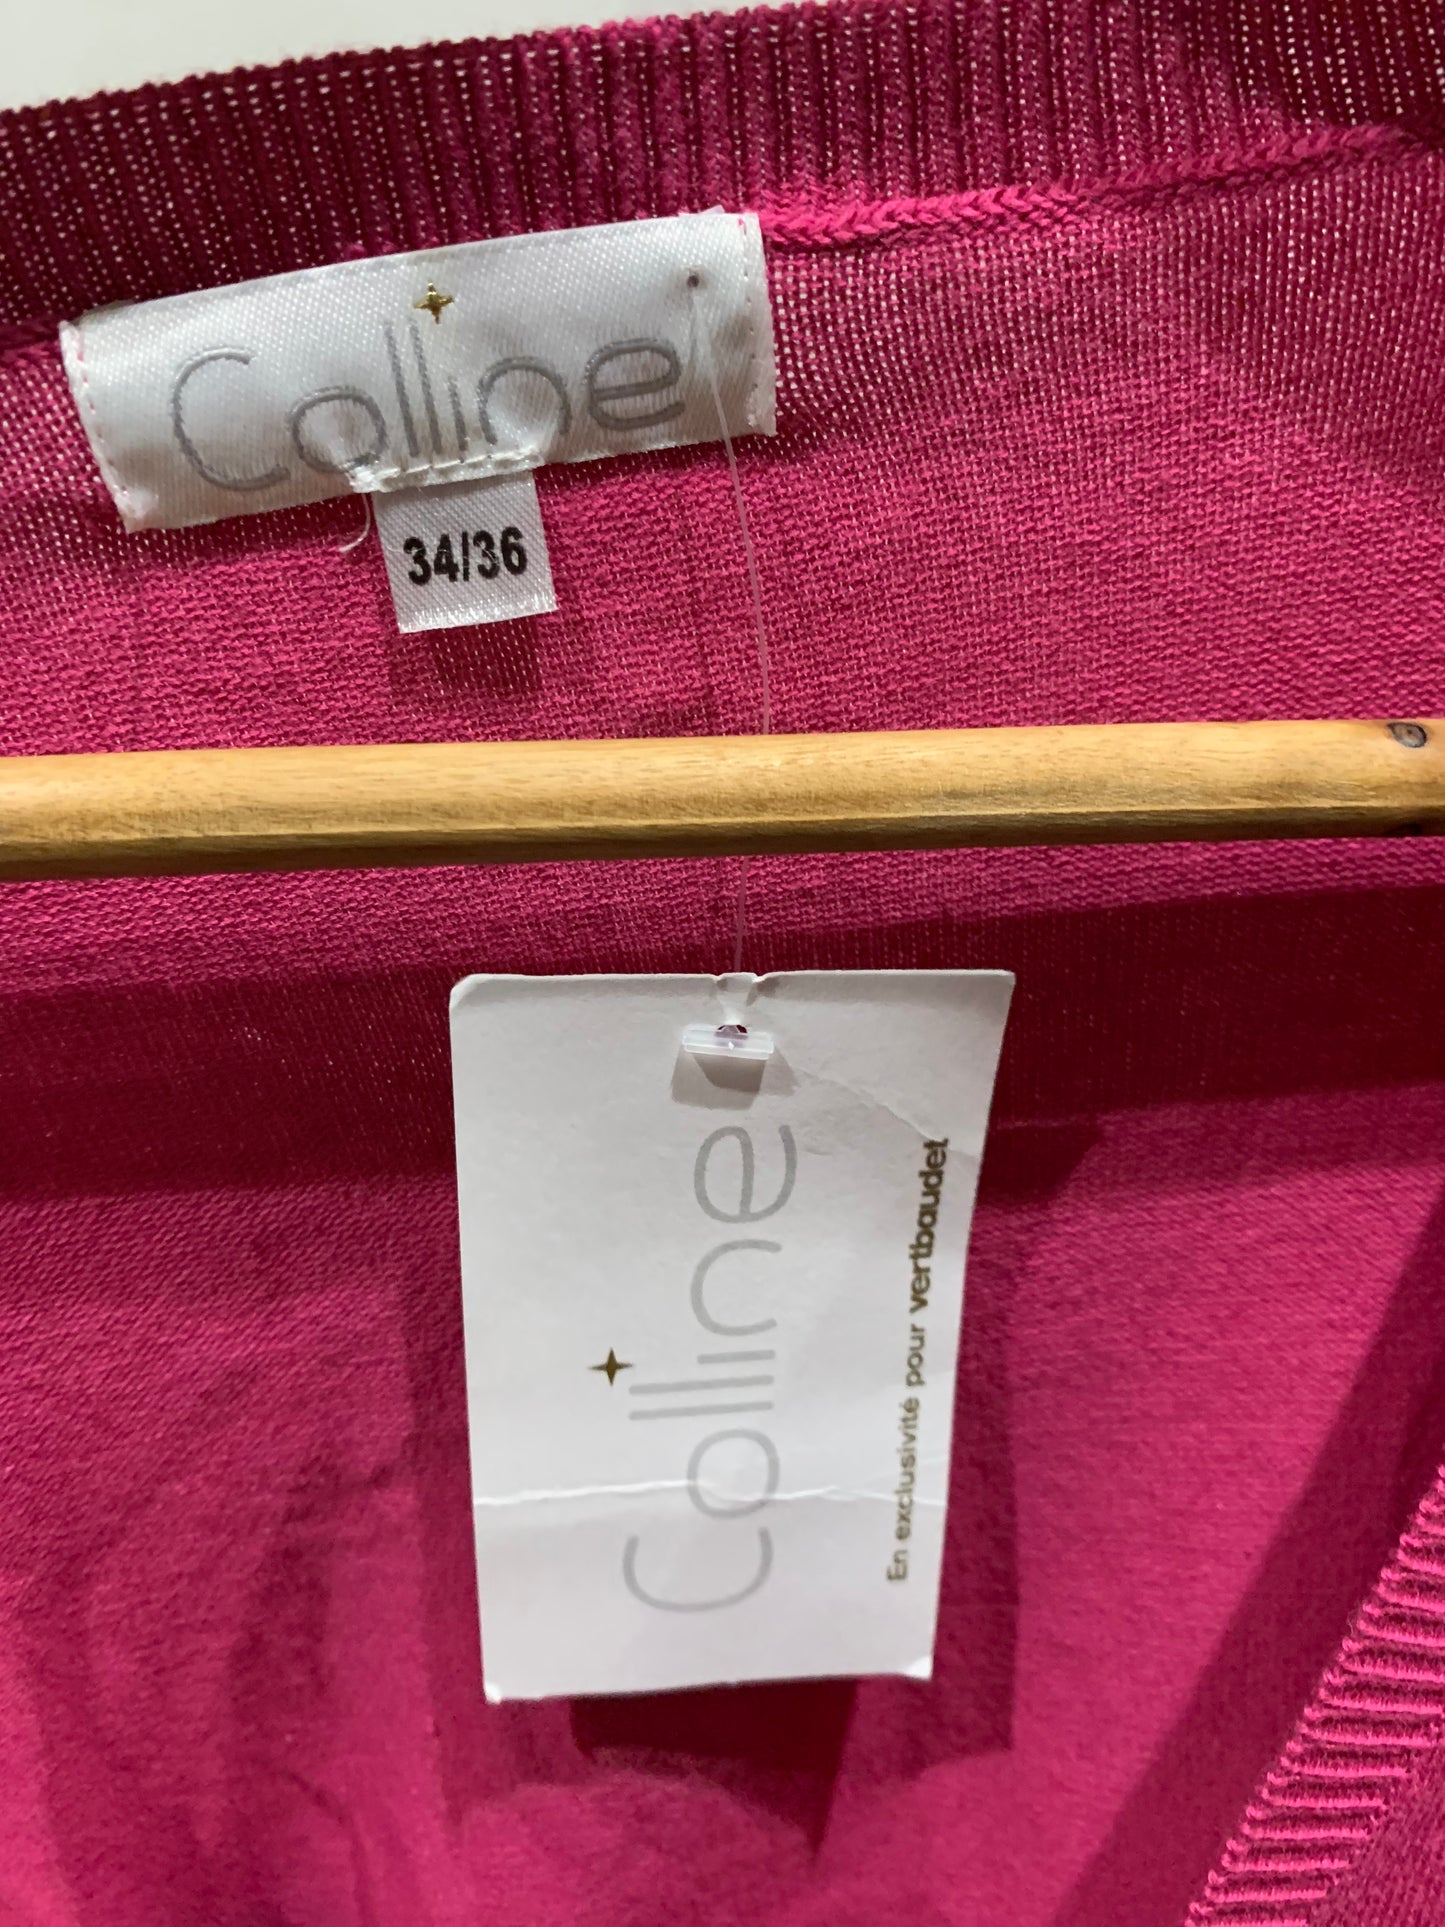 Colline
34/36
Colline
En exclusivité pour vertbaudet